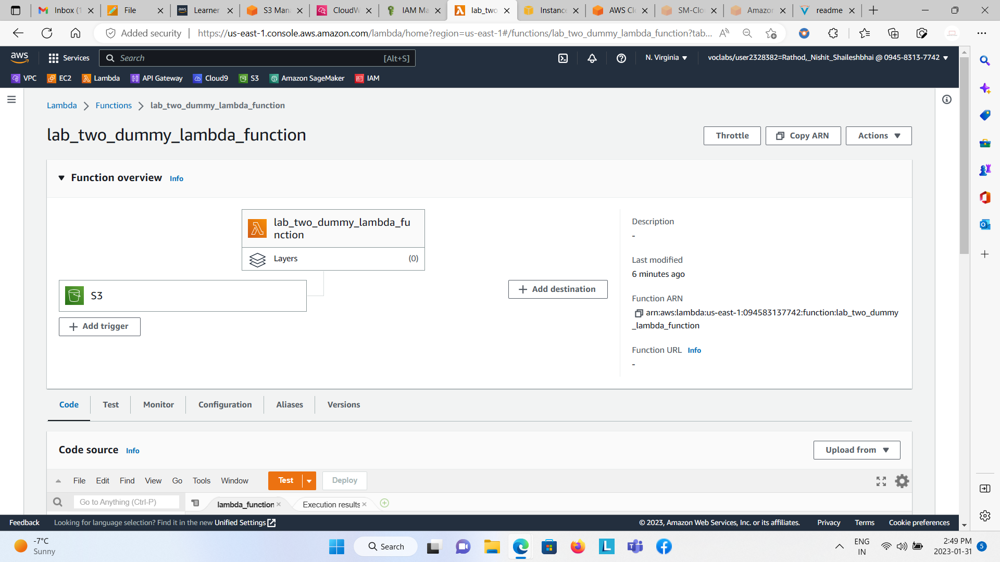 Inbox (1
File
Learner
S3 Man
CloudW
IAM Ma
lab_two
Instance
AWS Cl
SM-Clo
Amazor
readme
Added security
https://us-east-1.console.aws.amazon.com/lambda/home?region=us-east-1#/functions/lab_two_dummy_lambda_function?tab...
aws
Services
Search
[Alt+S]
N. Virginia
voclabs/user2328382=Rathod,_Nishit_Shaileshbhai @ 0945-8313-7742
VPC
EC2
Lambda
API Gateway
Cloud9
S3
Amazon SageMaker
IAM
Lambda
Functions
lab_two_dummy_lambda_function
lab_two_dummy_lambda_function
Throttle
Copy ARN
Actions
Function overview
Info
lab_two_dummy_lambda_fu
nction
Layers
(0)
S3
Add trigger
Add destination
Description
-
Last modified
6 minutes ago
Function ARN
arn:aws:lambda:us-east-1:094583137742:function:lab_two_dummy
_lambda_function
Function URL
Info
-
Code
Test
Monitor
Configuration
Aliases
Versions
Code source
Info
Upload from
File
Edit
Find
View
Go
Tools
Window
Test
Deploy
Go to Anything (Ctrl-P)
lambda_function
Execution results
Feedback
Looking for language selection? Find it in the new Unified Settings
© 2023, Amazon Web Services, Inc. or its affiliates.
Privacy
Terms
Cookie preferences
-7°C
Sunny
Search
ENG
IN
2:49 PM
2023-01-31
5